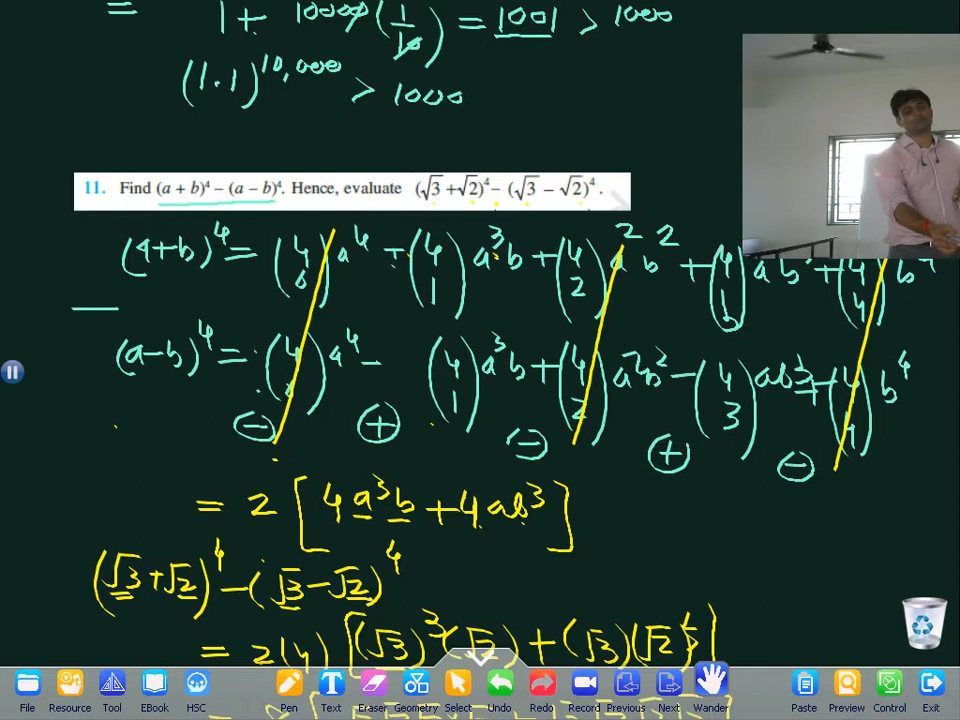 = 1 + 10000 (1/10) = 1001 > 1000
(1.1)^10,000 > 1000
11. Find (a + b)⁴ – (a – b)⁴. Hence, evaluate (√3 + √2)⁴ – (√3 – √2)⁴.
(a+b)⁴ = (4 0) a⁴ + (4 1) a³b + (4 2) a²b² + (4 3) ab³ + (4 4) b⁴
(a-b)⁴ = (4 0) a⁴ - (4 1) a³b + (4 2) a²b² - (4 3) ab³ + (4 4) b⁴
= 2 [4a³b + 4ab³]
(√3+√2)⁴ - (√3-√2)⁴
= 2(4) [(√3)³(√2) + (√3)(√2)³]
File Resource Tool EBook HSC Pen Text Eraser Geometry Select Undo Redo Record Previous Next Wander Paste Preview Control Exit